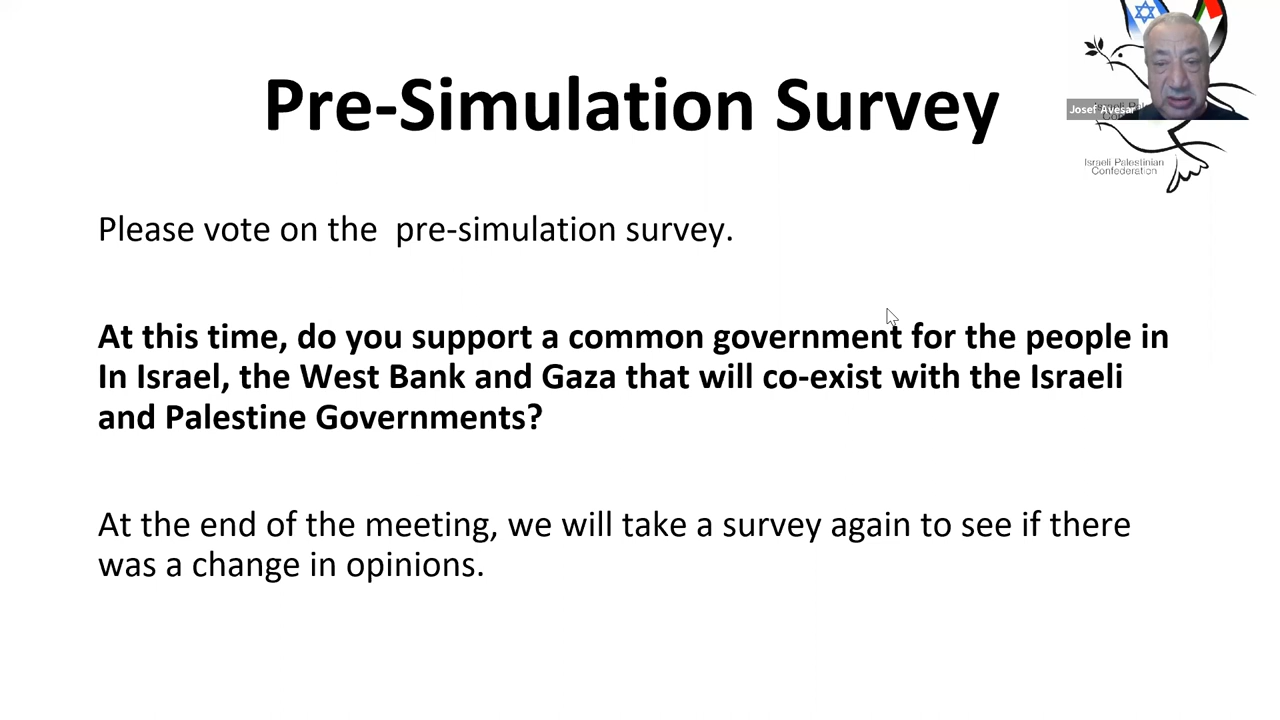 Pre-Simulation Survey
Josef Avesar
Israeli Palestinian
Confederation
Please vote on the  pre-simulation survey.
At this time, do you support a common government for the people in
In Israel, the West Bank and Gaza that will co-exist with the Israeli
and Palestine Governments?
At the end of the meeting, we will take a survey again to see if there
was a change in opinions.